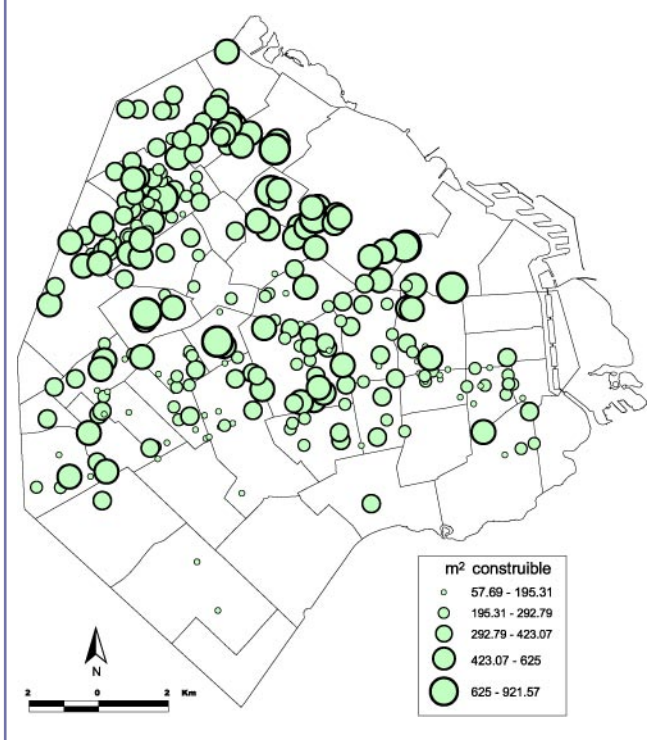 m² construible
57.69 - 195.31
195.31 - 292.79
292.79 - 423.07
423.07 - 625
625 - 921.57
N
2 0 2 Km